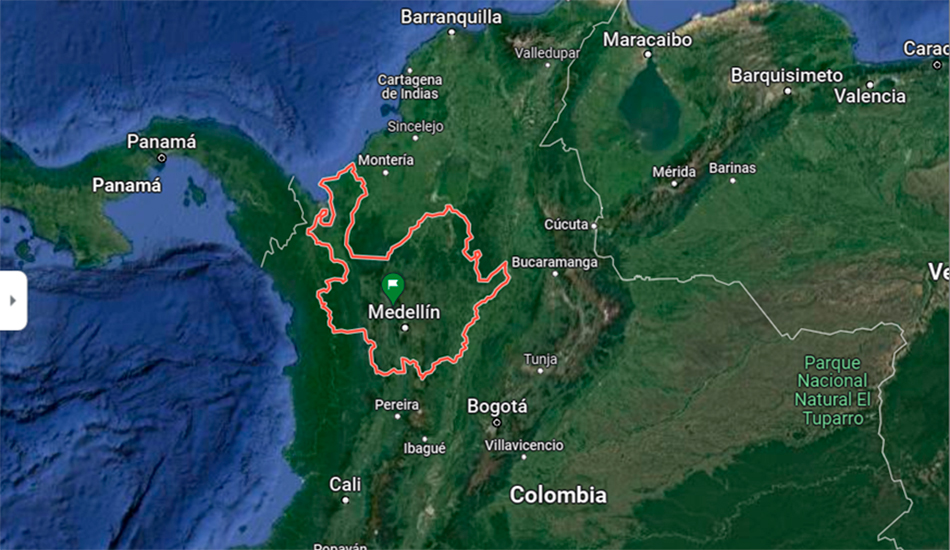 Barranquilla
Valledupar
Maracaibo
Carac
Cartagena
de Indias
Barquisimeto
Valencia
Sincelejo
Panamá
Montería
Panamá
Mérida
Barinas
Cúcuta
Bucaramanga
Ve
Medellín
Tunja
Parque
Nacional
Natural El
Tuparro
Pereira
Bogotá
Ibagué
Villavicencio
Cali
Colombia
Popayán